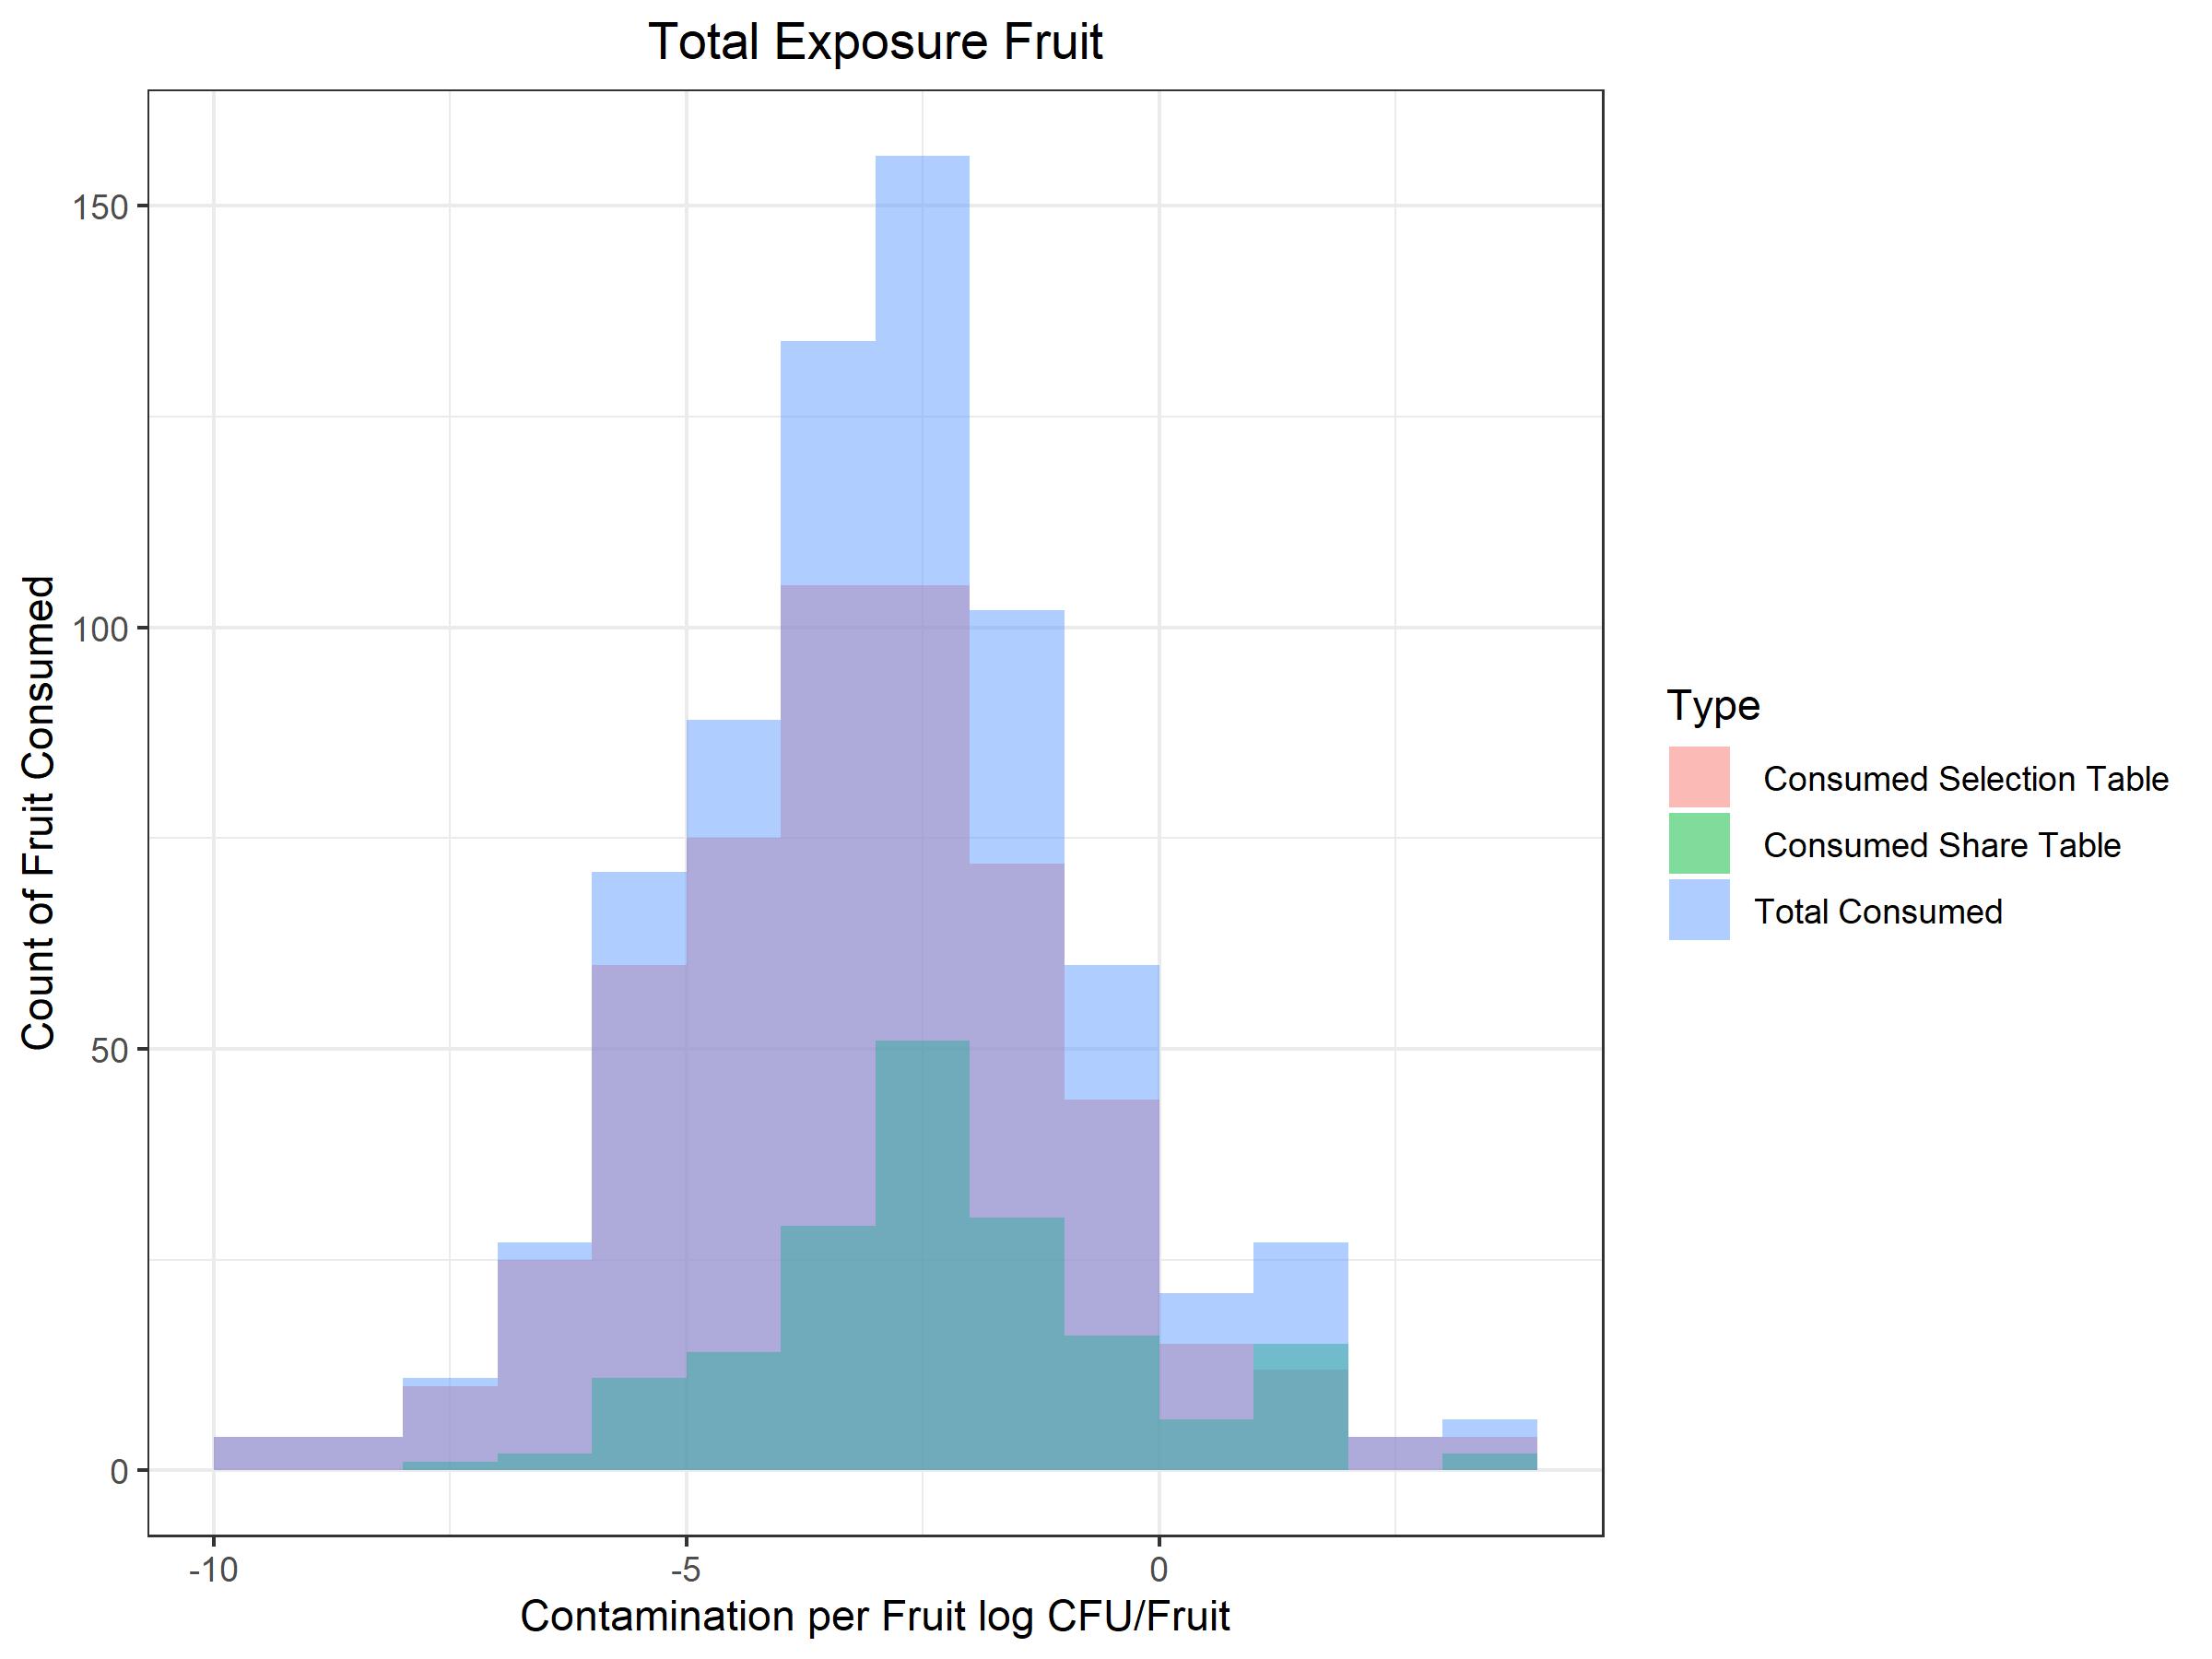 Total Exposure Fruit
150
100
50
0
Count of Fruit Consumed
-10
-5
0
Contamination per Fruit log CFU/Fruit
Type
Consumed Selection Table
Consumed Share Table
Total Consumed